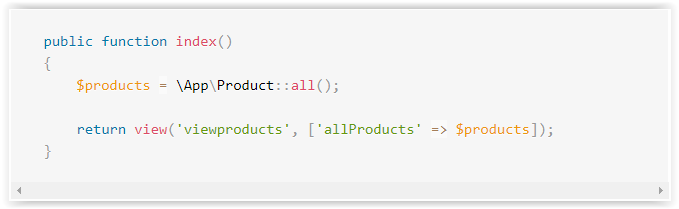 public function index()
{
    $products = \App\Product::all();

    return view('viewproducts', ['allProducts' => $products]);
}